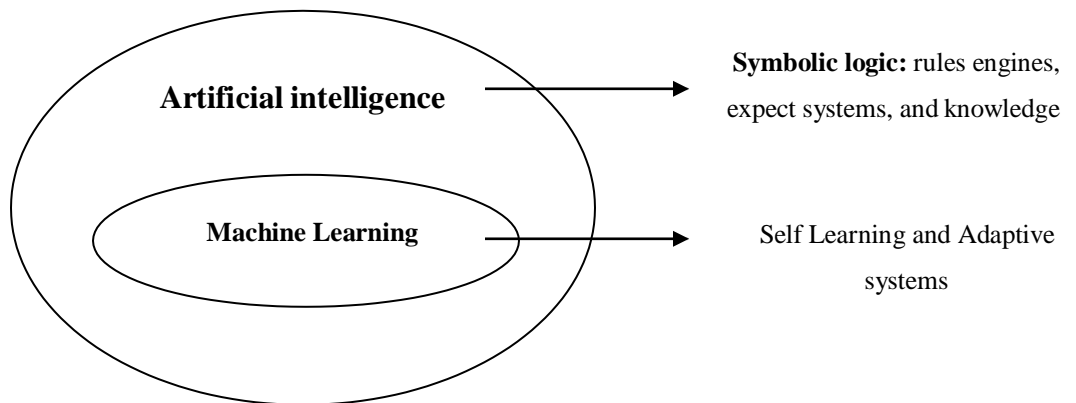 Artificial intelligence
Symbolic logic: rules engines,
expect systems, and knowledge
Machine Learning
Self Learning and Adaptive
systems